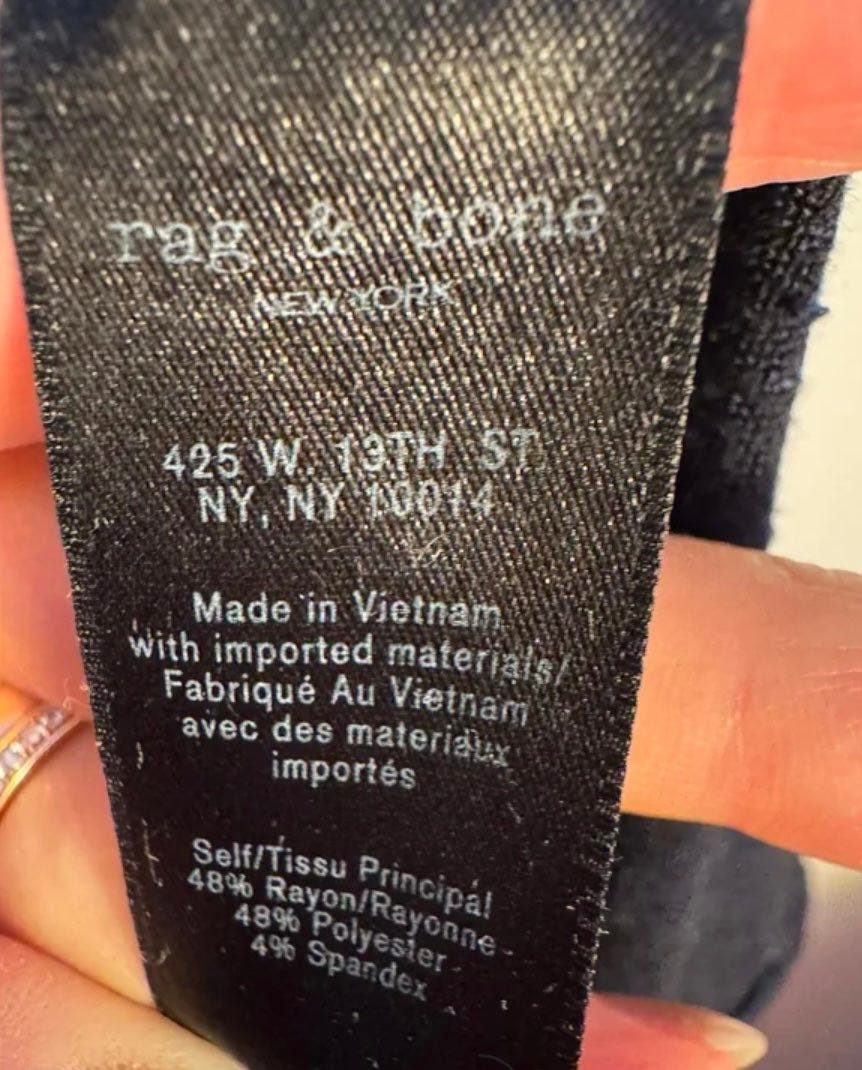 rag & bone
NEW YORK
425 W. 13TH ST
NY, NY 10014
Made in Vietnam
with imported materials/
Fabriqué Au Vietnam
avec des materiaux
importés
Self/Tissu Principal
48% Rayon/Rayonne
48% Polyester
4% Spandex